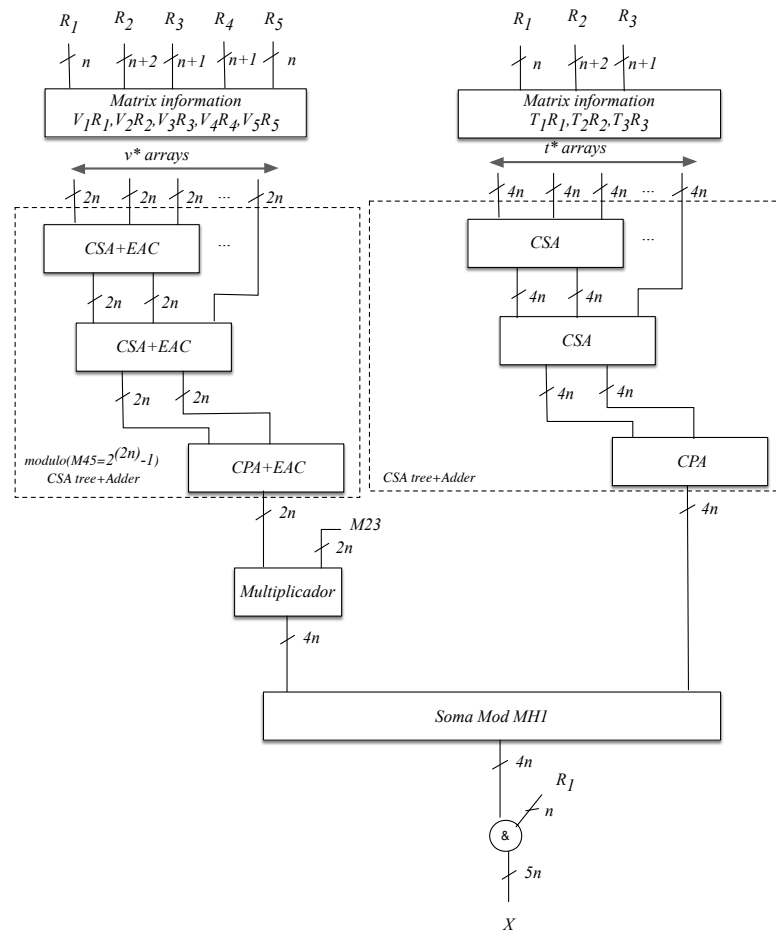 R1 R2 R3 R4 R5
n n+2 n+1 n+1 n
Matrix information
V1R1,V2R2,V3R3,V4R4,V5R5
v* arrays
2n 2n 2n ... 2n
CSA+EAC ...
2n 2n
CSA+EAC
2n 2n
CPA+EAC
modulo(M45=2^(2n)-1)
CSA tree+Adder
2n
M23
2n
Multiplicador
4n
R1 R2 R3
n n+2 n+1
Matrix information
T1R1,T2R2,T3R3
t* arrays
4n 4n 4n ... 4n
CSA ...
4n 4n
CSA
4n 4n
CPA
CSA tree+Adder
4n
Soma Mod MH1
4n
R1
n
&
5n
X